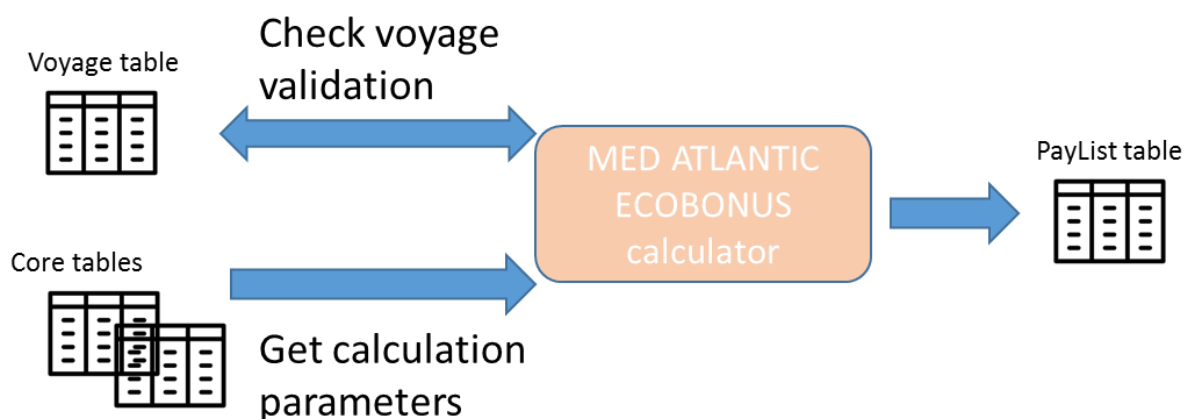 Check voyage
validation
Voyage table
MED ATLANTIC
ECOBONUS
calculator
PayList table
Core tables
Get calculation
parameters